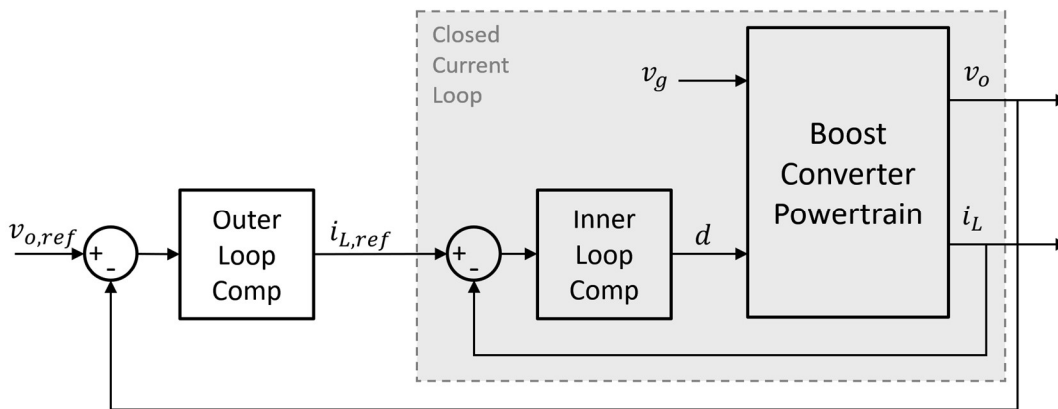 Closed
Current
Loop
v_g
v_o
Boost
Converter
Powertrain
v_{o,ref}
+
-
Outer
Loop
Comp
i_{L,ref}
+
-
Inner
Loop
Comp
d
i_L